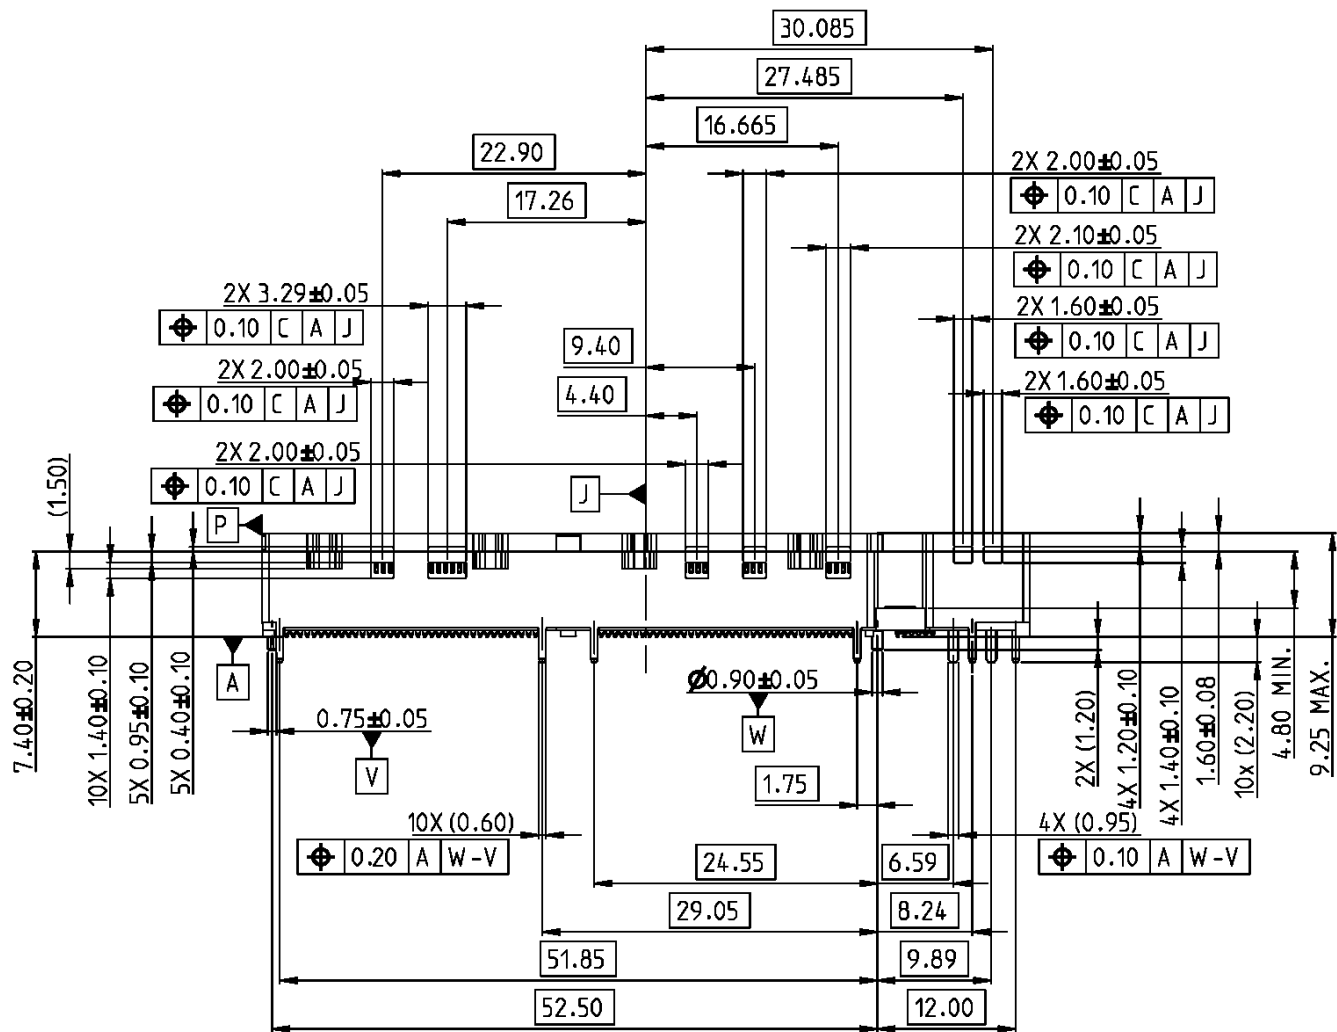 30.085
27.485
16.665
22.90
17.26
2X 2.00±0.05
⌖ 0.10 C A J
2X 2.10±0.05
⌖ 0.10 C A J
2X 3.29±0.05
⌖ 0.10 C A J
2X 1.60±0.05
⌖ 0.10 C A J
9.40
2X 2.00±0.05
⌖ 0.10 C A J
4.40
2X 1.60±0.05
⌖ 0.10 C A J
2X 2.00±0.05
⌖ 0.10 C A J
(1.50)
J
P
A
7.40±0.20
10X 1.40±0.10
5X 0.95±0.10
5X 0.40±0.10
Ø0.90±0.05
W
0.75±0.05
V
2X (1.20)
4X 1.20±0.10
4X 1.40±0.10
1.60±0.08
10x (2.20)
4.80 MIN.
9.25 MAX.
1.75
10X (0.60)
⌖ 0.20 A W-V
4X (0.95)
⌖ 0.10 A W-V
24.55
6.59
29.05
8.24
51.85
9.89
52.50
12.00